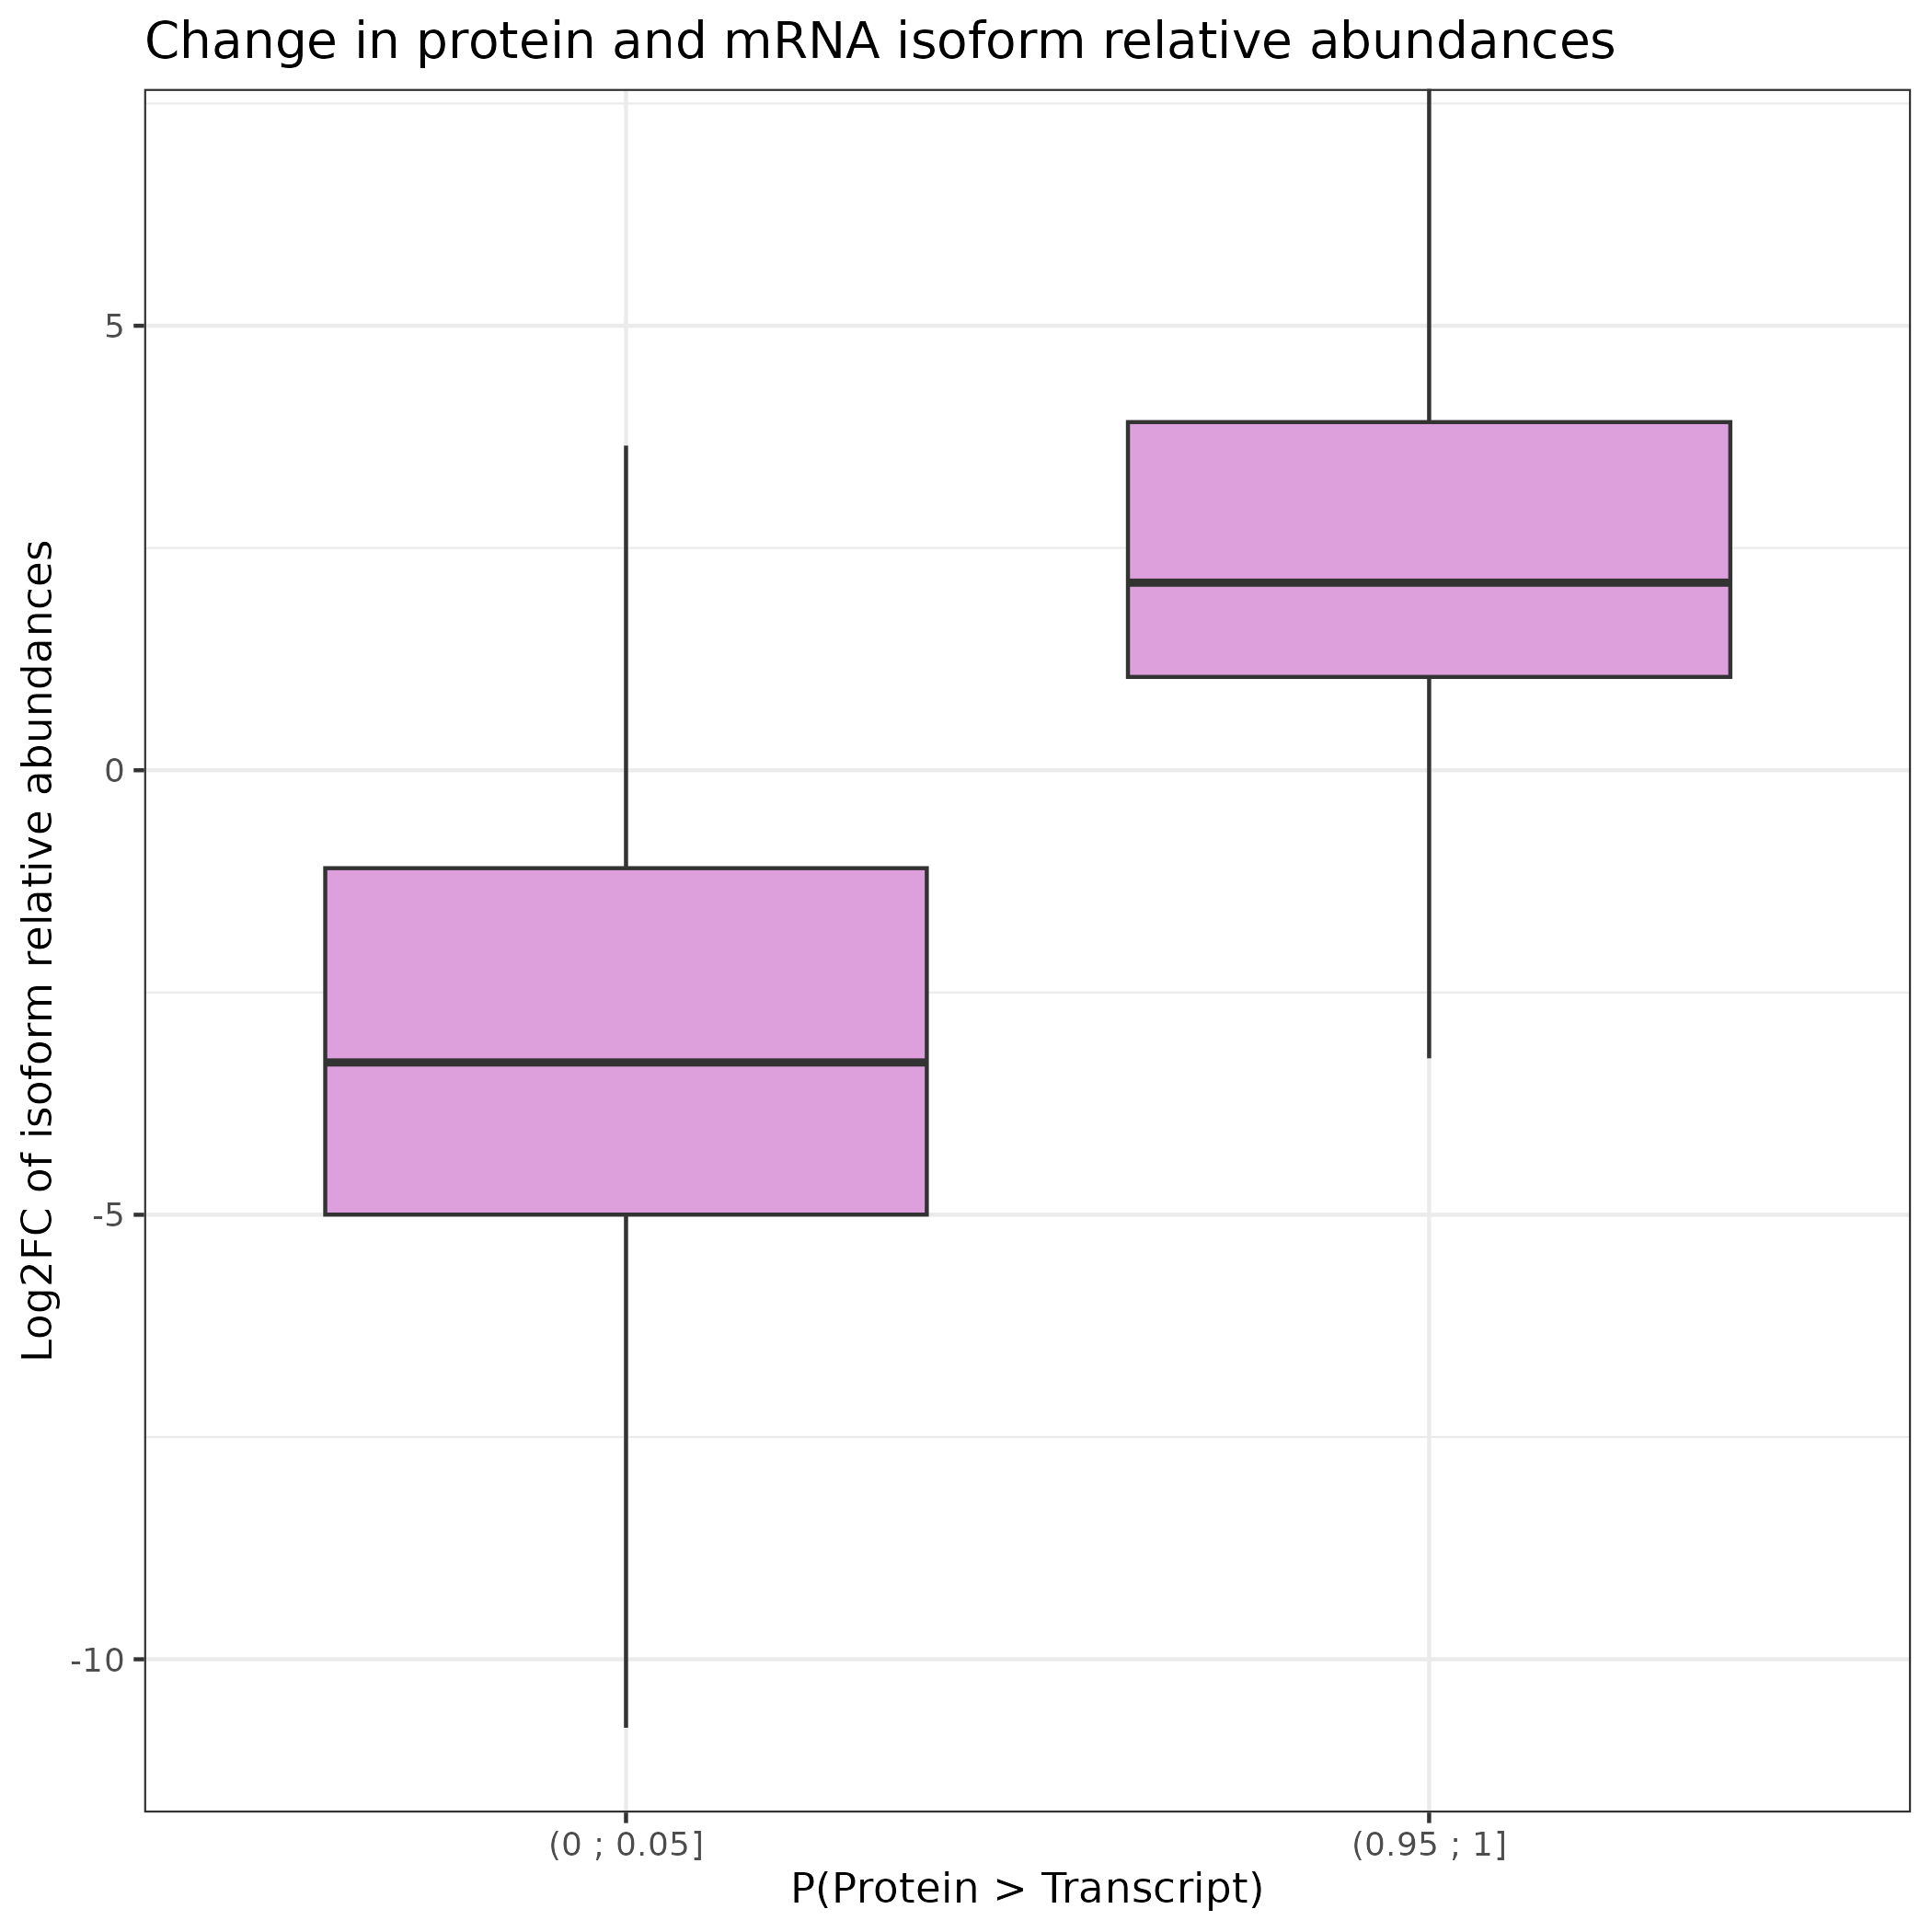 Change in protein and mRNA isoform relative abundances
Log2FC of isoform relative abundances
5
0
-5
-10
(0 ; 0.05]
(0.95 ; 1]
P(Protein > Transcript)